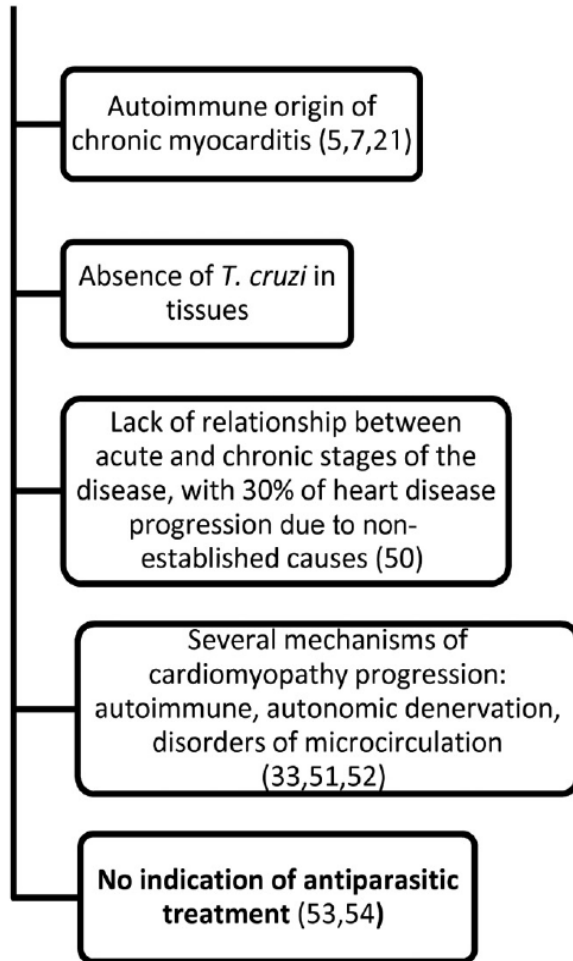 Autoimmune origin of
chronic myocarditis (5,7,21)
Absence of T. cruzi in
tissues
Lack of relationship between
acute and chronic stages of the
disease, with 30% of heart disease
progression due to non-
established causes (50)
Several mechanisms of
cardiomyopathy progression:
autoimmune, autonomic denervation,
disorders of microcirculation
(33,51,52)
No indication of antiparasitic
treatment (53,54)